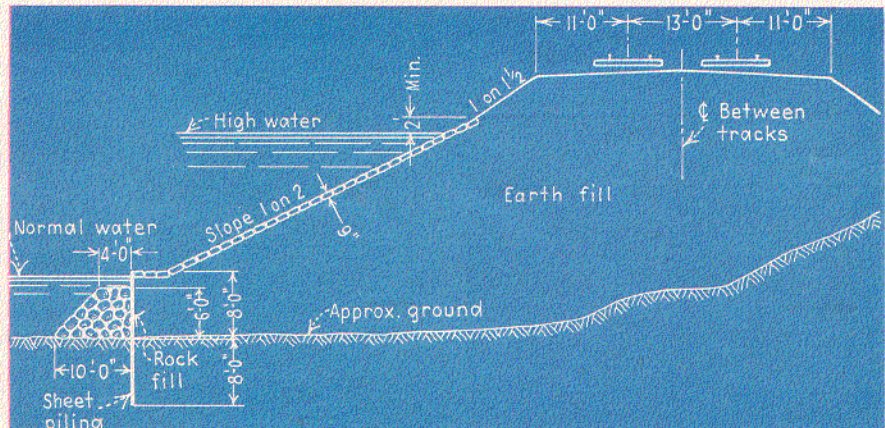 11'-0" 13'-0" 11'-0"
2' Min.
1 on 1½
High water
℄ Between
tracks
Earth fill
Slope 1 on 2
9"
Normal water
4'-0"
6'-0"
8'-0"
Approx. ground
10'-0"
Rock
fill
8'-0"
Sheet
piling